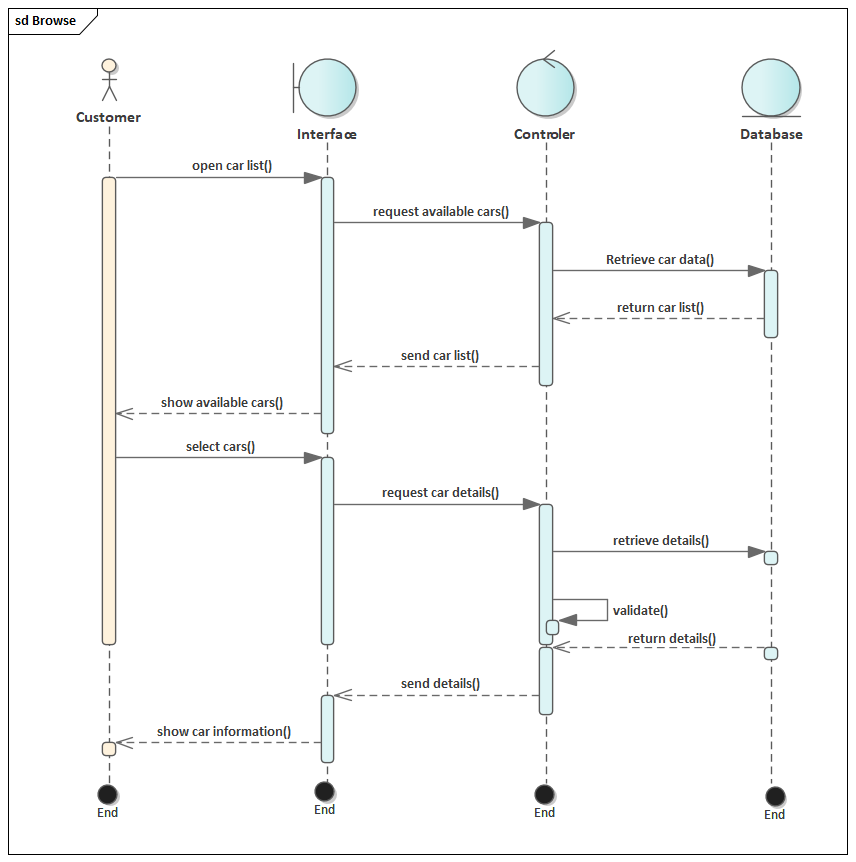 sd Browse
Customer
Interface
Controler
Database
open car list()
request available cars()
Retrieve car data()
return car list()
send car list()
show available cars()
select cars()
request car details()
retrieve details()
validate()
return details()
send details()
show car information()
End
End
End
End